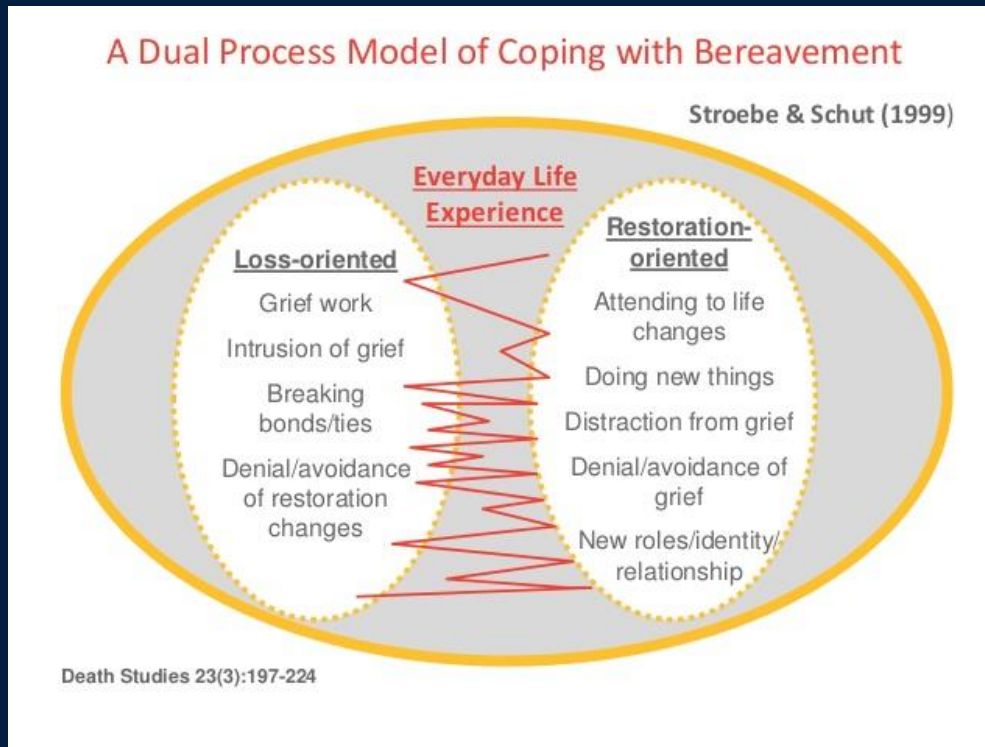 A Dual Process Model of Coping with Bereavement
Stroebe & Schut (1999)
Everyday Life
Experience
Loss-oriented
Grief work
Intrusion of grief
Breaking
bonds/ties
Denial/avoidance
of restoration
changes
Restoration-
oriented
Attending to life
changes
Doing new things
Distraction from grief
Denial/avoidance of
grief
New roles/identity/
relationship
Death Studies 23(3):197-224